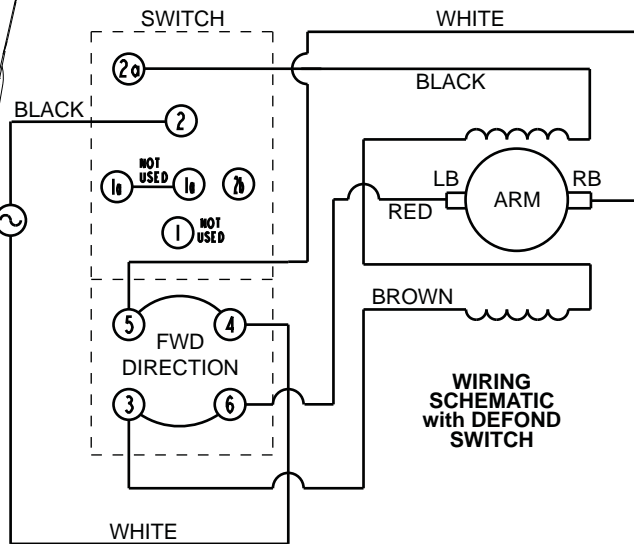 SWITCH
WHITE
2a
BLACK
BLACK
2
NOT
USED
1a
1a
2b
LB
ARM
RB
RED
1
NOT
USED
BROWN
5
4
FWD
DIRECTION
3
6
WIRING
SCHEMATIC
with DEFOND
SWITCH
WHITE